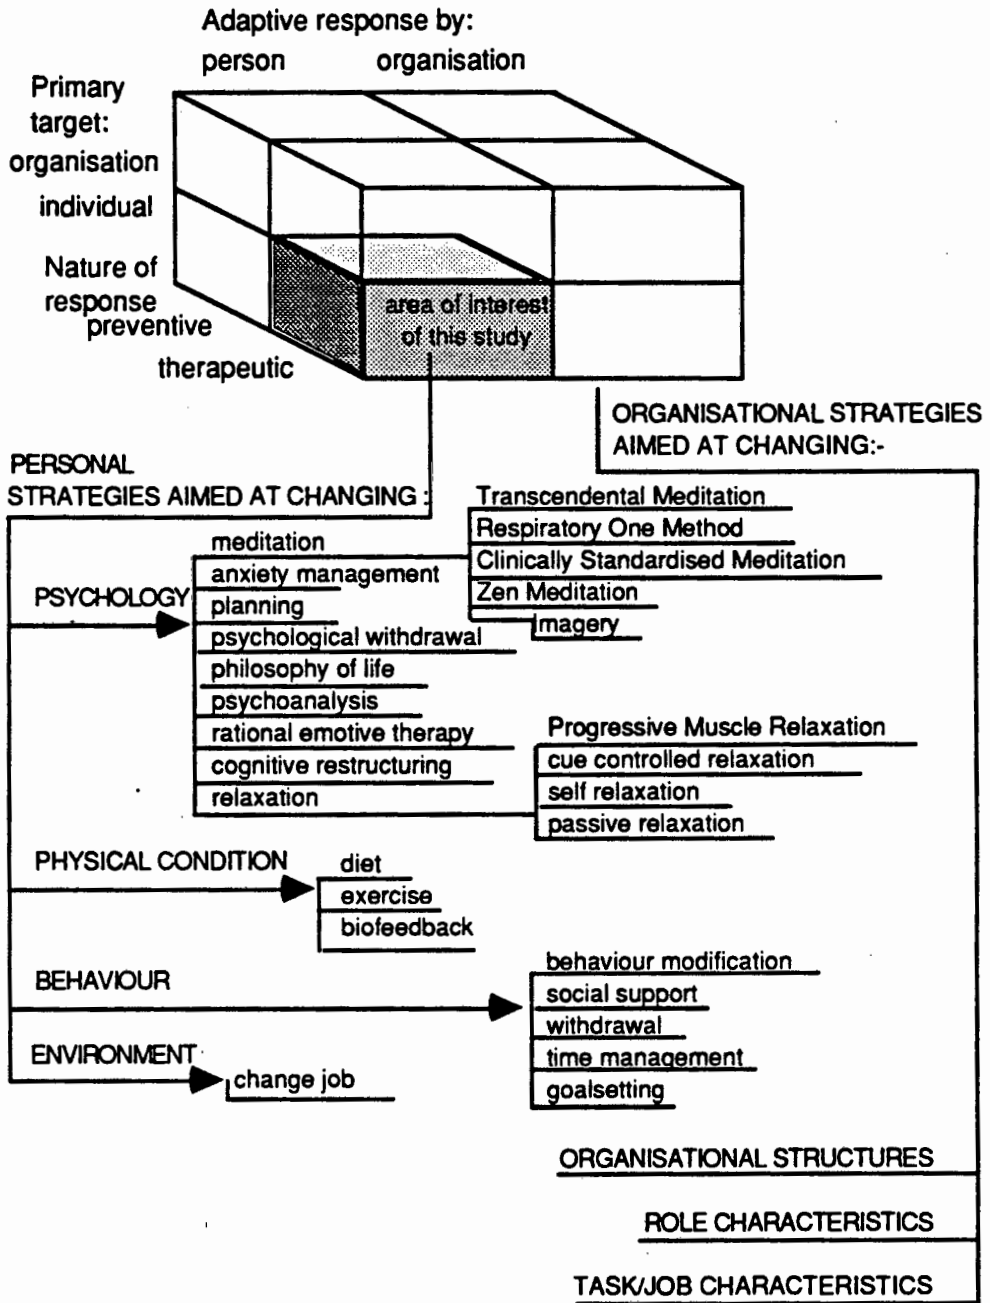 Adaptive response by:
person organisation
Primary
target:
organisation
individual
Nature of
response
preventive
therapeutic
area of interest
of this study
ORGANISATIONAL STRATEGIES
AIMED AT CHANGING:-
PERSONAL
STRATEGIES AIMED AT CHANGING :
PSYCHOLOGY
meditation
anxiety management
planning
psychological withdrawal
philosophy of life
psychoanalysis
rational emotive therapy
cognitive restructuring
relaxation
Transcendental Meditation
Respiratory One Method
Clinically Standardised Meditation
Zen Meditation
Imagery
Progressive Muscle Relaxation
cue controlled relaxation
self relaxation
passive relaxation
PHYSICAL CONDITION
diet
exercise
biofeedback
BEHAVIOUR
behaviour modification
social support
withdrawal
time management
goalsetting
ENVIRONMENT
change job
ORGANISATIONAL STRUCTURES
ROLE CHARACTERISTICS
TASK/JOB CHARACTERISTICS